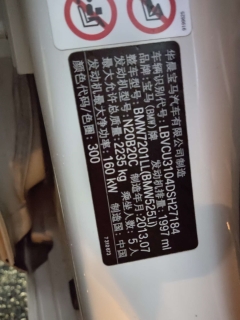 华晨宝马汽车有限公司制造
车辆识别代号: LBVGU3104DSH27184
品牌: 宝马(BMW)牌 发动机排量: 1997 ml
型号: BMW7201LL(BMW525Li)
发动机型号: N20B20C 制造年月: 2013.07
最大允许总质量: 2235 kg 乘坐人数: 5 人
发动机最大净功率: 160 kW
颜色代码/色圈: 300 制造国: 中国